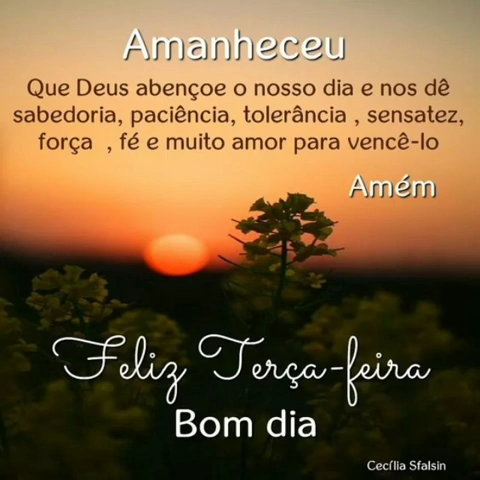 Amanheceu
Que Deus abençoe o nosso dia e nos dê
sabedoria, paciência, tolerância , sensatez,
força  , fé e muito amor para vencê-lo
Amém
Feliz Terça-feira
Bom dia
Cecília Sfalsin